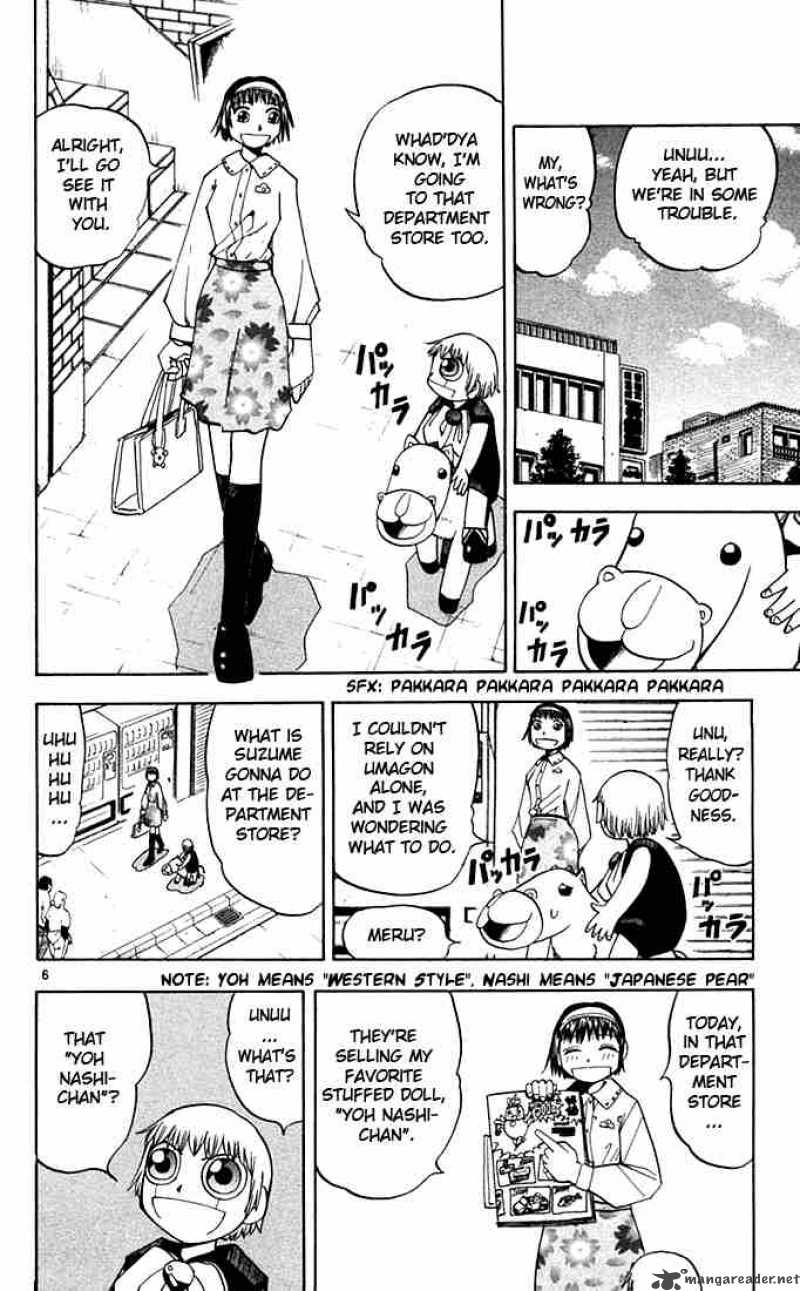 UNUU...
YEAH, BUT
WE'RE IN SOME
TROUBLE.
MY,
WHAT'S
WRONG?
パッカラ
パッカラ
WHAD'DYA
KNOW, I'M
GOING
TO THAT
DEPARTMENT
STORE TOO.
ALRIGHT,
I'LL GO
SEE IT
WITH
YOU.
パッカラ
パッカラ
SFX: PAKKARA PAKKARA PAKKARA PAKKARA
UNU,
REALLY?
THANK
GOOD-
NESS.
I COULDN'T
RELY ON
UMAGON
ALONE,
AND I WAS
WONDERING
WHAT TO DO.
パッカラ
パッカラ
MERU?
WHAT IS
SUZUME
GONNA DO
AT THE DE-
PARTMENT
STORE?
UHU
HU
HU
HU
...
6
NOTE: YOH MEANS "WESTERN STYLE". NASHI MEANS "JAPANESE PEAR"
TODAY,
IN THAT
DEPART-
MENT
STORE
...
THEY'RE
SELLING MY
FAVORITE
STUFFED DOLL,
"YOH NASHI-
CHAN".
UNUU
...
WHAT'S
THAT?
THAT
"YOH
NASHI-
CHAN"?
mangareader.net